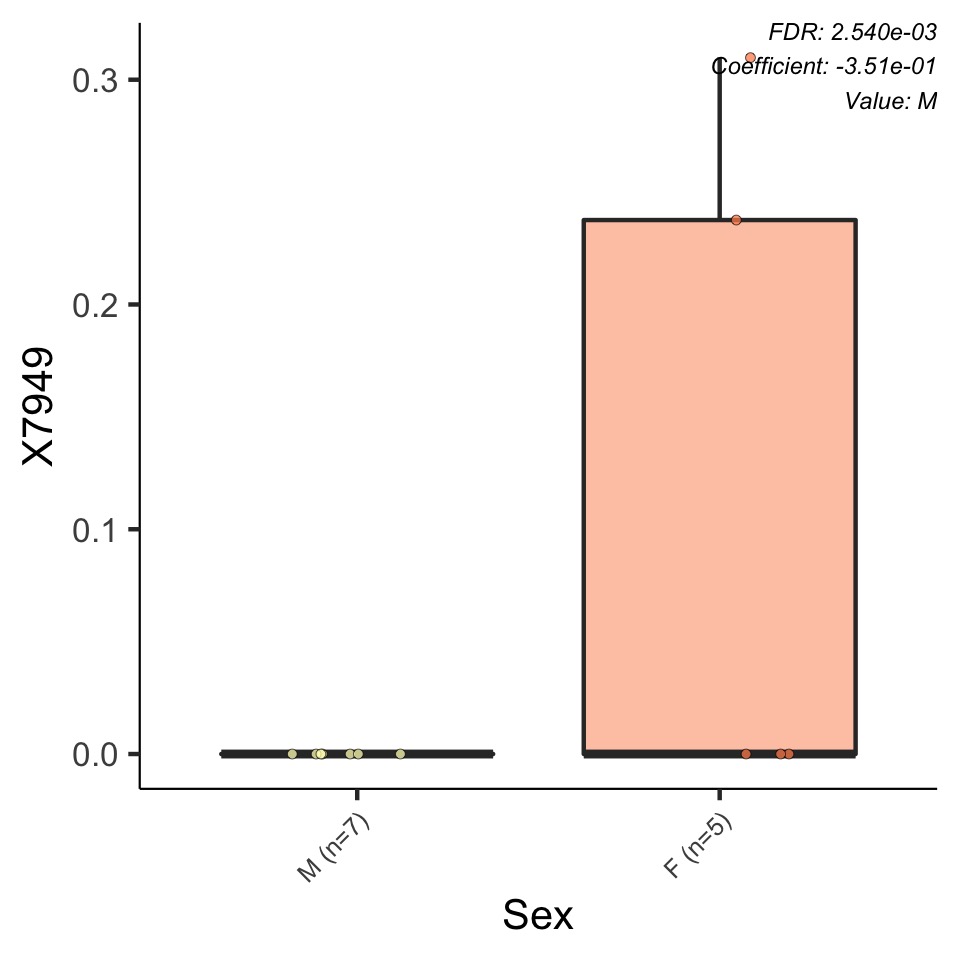 FDR: 2.540e-03
Coefficient: -3.51e-01
Value: M
0.3
0.2
0.1
0.0
X7949
M (n=7)
F (n=5)
Sex